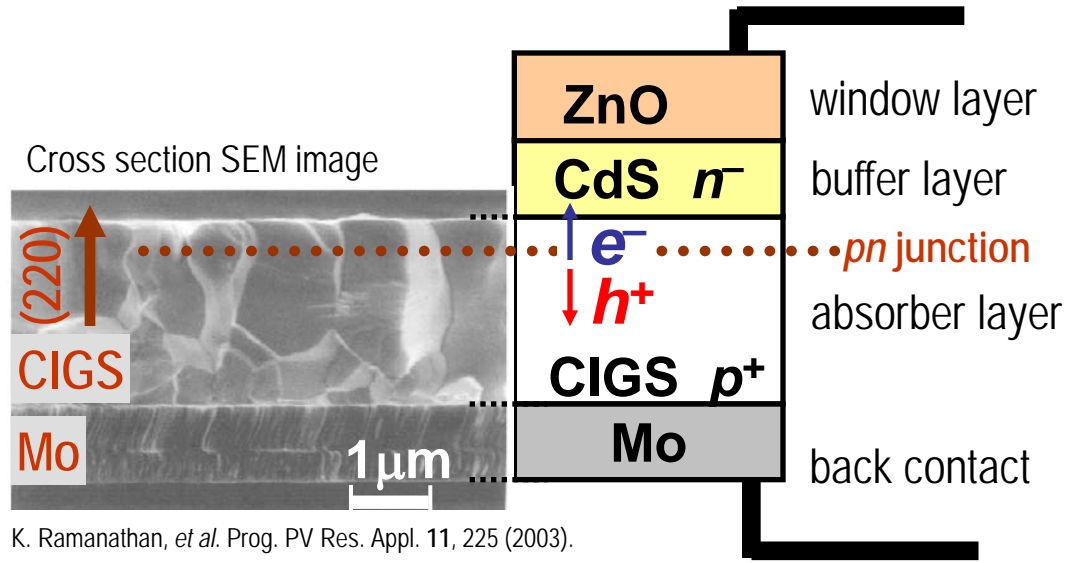 ZnO
window layer
Cross section SEM image
CdS n⁻
buffer layer
(220)
e⁻
pn junction
h⁺
absorber layer
CIGS
CIGS p⁺
Mo
Mo
1μm
back contact
K. Ramanathan, et al. Prog. PV Res. Appl. 11, 225 (2003).